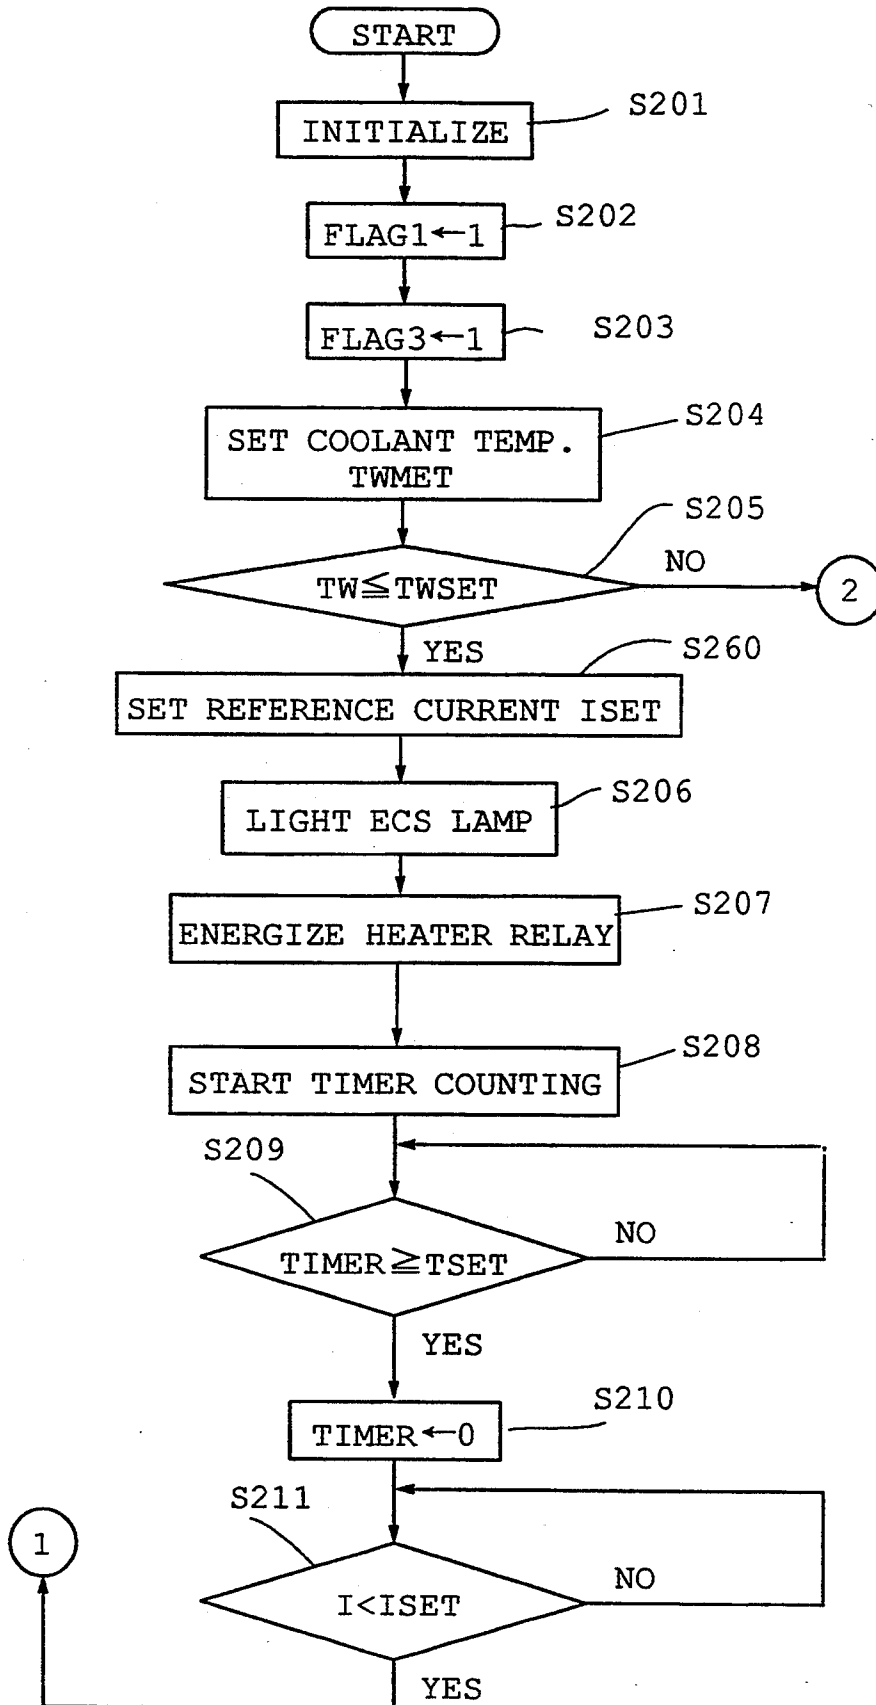 START
INITIALIZE
S201
FLAG1←1
S202
FLAG3←1
S203
SET COOLANT TEMP.
TWMET
S204
TW≦TWSET
S205
NO
2
YES
SET REFERENCE CURRENT ISET
S260
LIGHT ECS LAMP
S206
ENERGIZE HEATER RELAY
S207
START TIMER COUNTING
S208
S209
TIMER≧TSET
NO
YES
TIMER←0
S210
S211
1
I<ISET
NO
YES